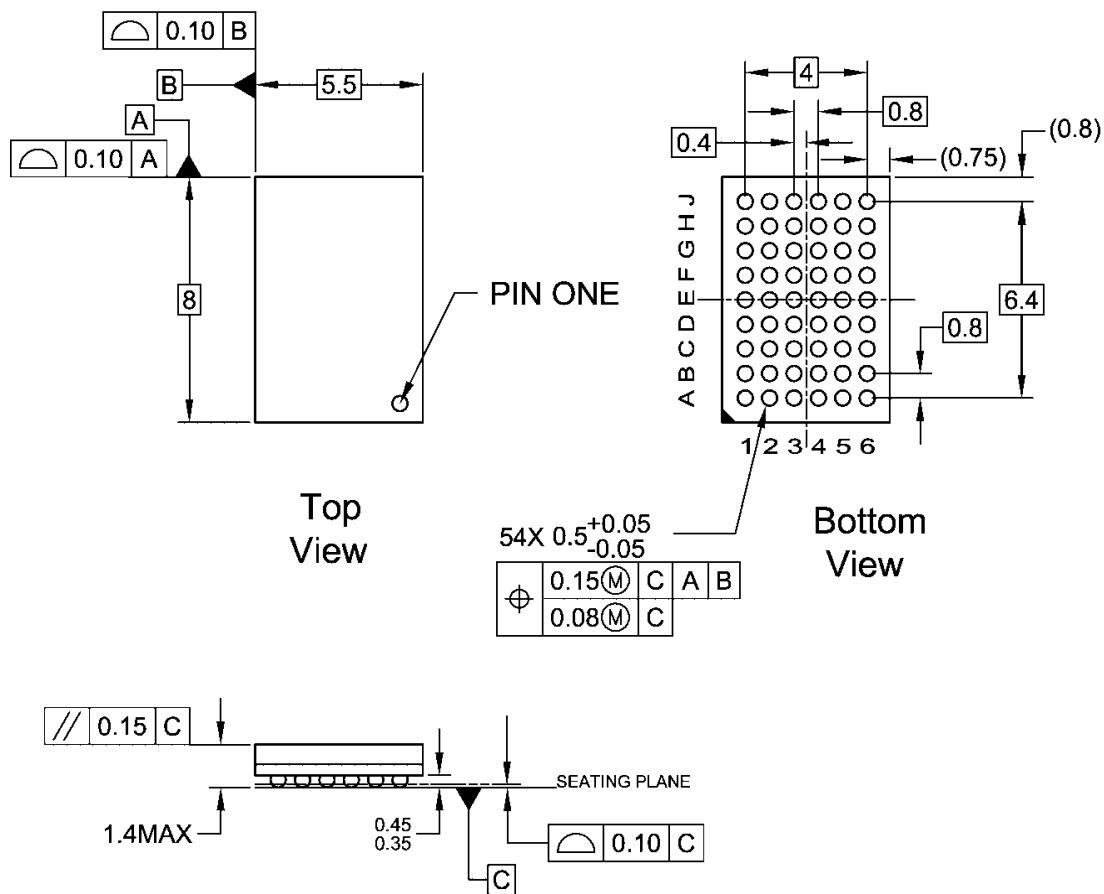 ⌓ 0.10 B
B
5.5
A
⌓ 0.10 A
8
PIN ONE
Top
View
4
0.8
0.4
(0.8)
(0.75)
J
H
G
F
E
D
C
B
A
6.4
0.8
1 2 3 4 5 6
Bottom
View
54X 0.5 +0.05
-0.05
⌖ 0.15Ⓜ C A B
0.08Ⓜ C
// 0.15 C
1.4MAX
0.45
0.35
SEATING PLANE
⌓ 0.10 C
C